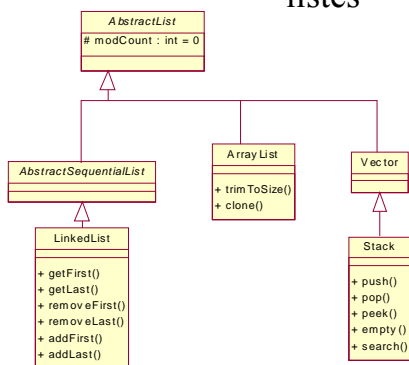 listes
AbstractList
# modCount : int = 0
AbstractSequentialList
ArrayList
+ trimToSize()
+ clone()
Vector
LinkedList
+ getFirst()
+ getLast()
+ removeFirst()
+ removeLast()
+ addFirst()
+ addLast()
Stack
+ push()
+ pop()
+ peek()
+ empty()
+ search()